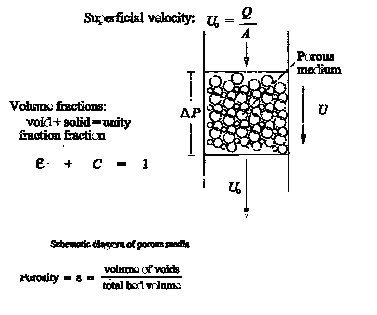 Superficial velocity: U₀ = Q / A
Porous
medium
Volume fractions:
void + solid = unity
fraction fraction
ΔP
U
e + C = 1
U₀
Schematic diagram of porous media
Porosity = ε = volume of voids / total bed volume